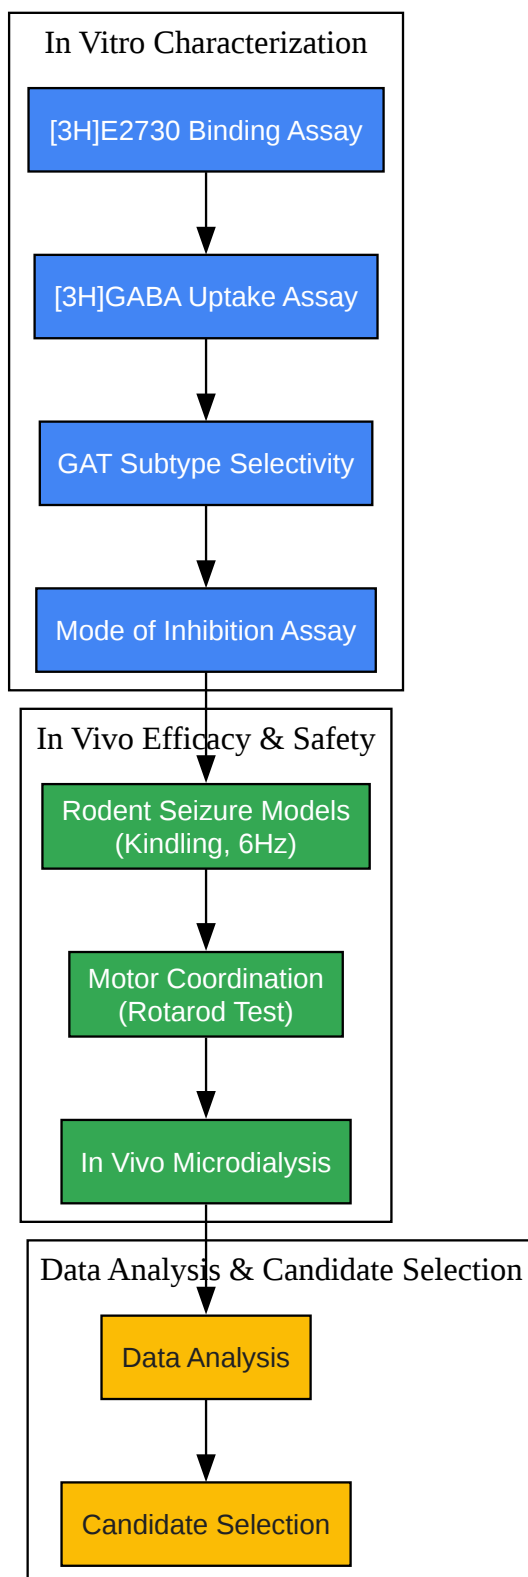 In Vitro Characterization
[3H]E2730 Binding Assay
[3H]GABA Uptake Assay
GAT Subtype Selectivity
Mode of Inhibition Assay
In Vivo Efficacy & Safety
Rodent Seizure Models
(Kindling, 6Hz)
Motor Coordination
(Rotarod Test)
In Vivo Microdialysis
Data Analysis & Candidate Selection
Data Analysis
Candidate Selection